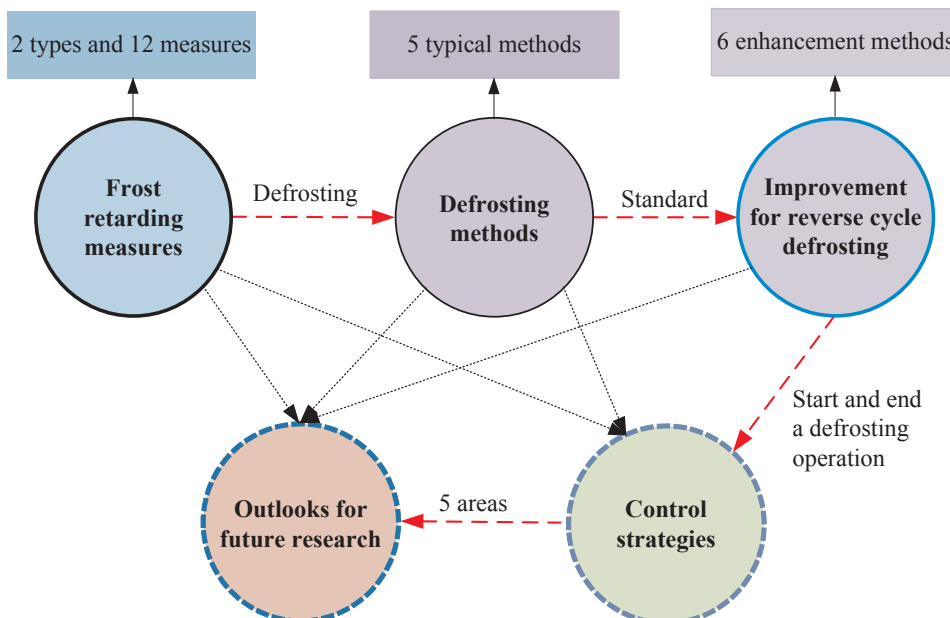 2 types and 12 measures
5 typical methods
6 enhancement methods
Frost
retarding
measures
Defrosting
Defrosting
methods
Standard
Improvement
for reverse cycle
defrosting
Start and end
a defrosting
operation
Outlooks for
future research
5 areas
Control
strategies